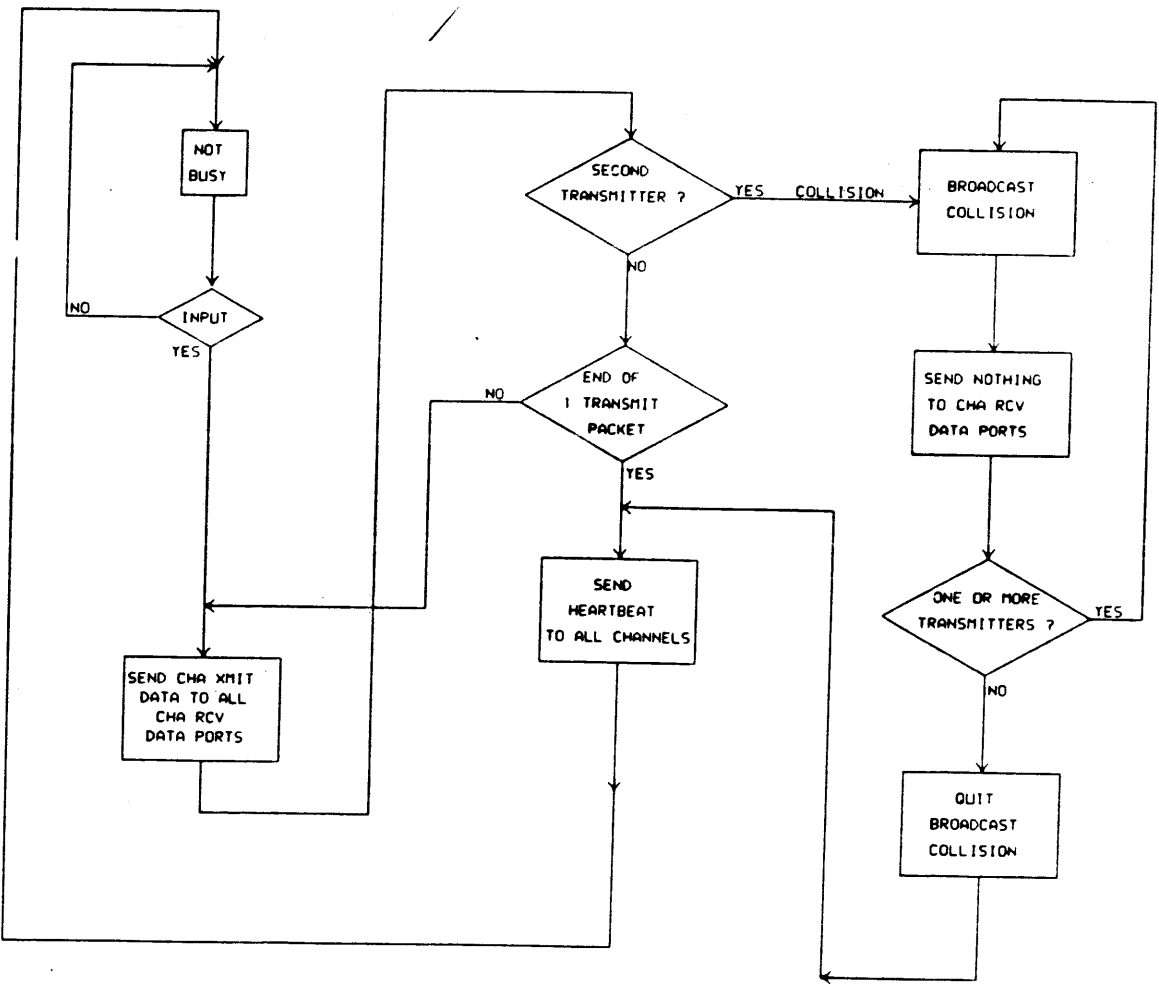 NOT
BUSY
NO
INPUT
YES
SEND CHA XMIT
DATA TO ALL
CHA RCV
DATA PORTS
SECOND
TRANSMITTER ?
YES COLLISION
NO
END OF
1 TRANSMIT
PACKET
NO
YES
SEND
HEARTBEAT
TO ALL CHANNELS
BROADCAST
COLLISION
SEND NOTHING
TO CHA RCV
DATA PORTS
ONE OR MORE
TRANSMITTERS ?
YES
NO
QUIT
BROADCAST
COLLISION